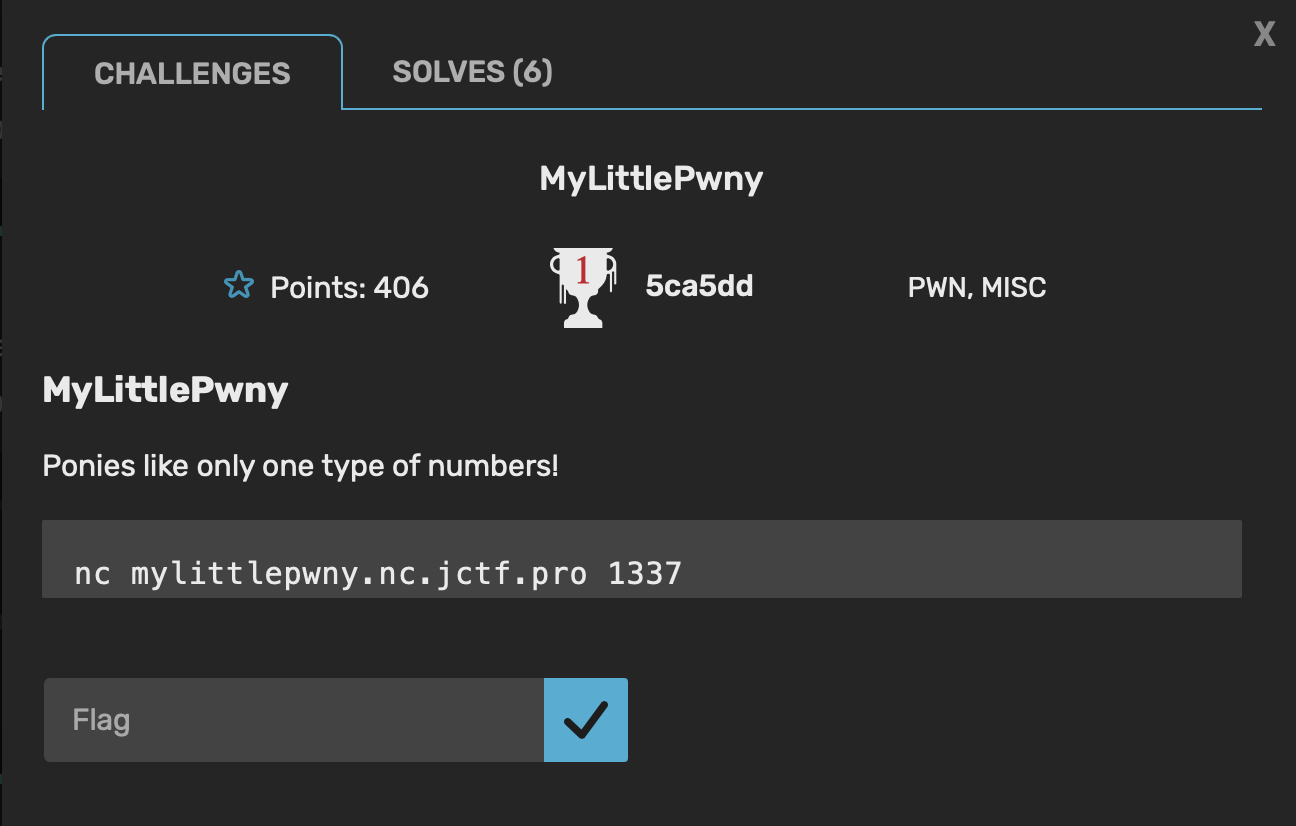 X
CHALLENGES
SOLVES (6)
MyLittlePwny
Points: 406
1
5ca5dd
PWN, MISC
MyLittlePwny
Ponies like only one type of numbers!
nc mylittlepwny.nc.jctf.pro 1337
Flag